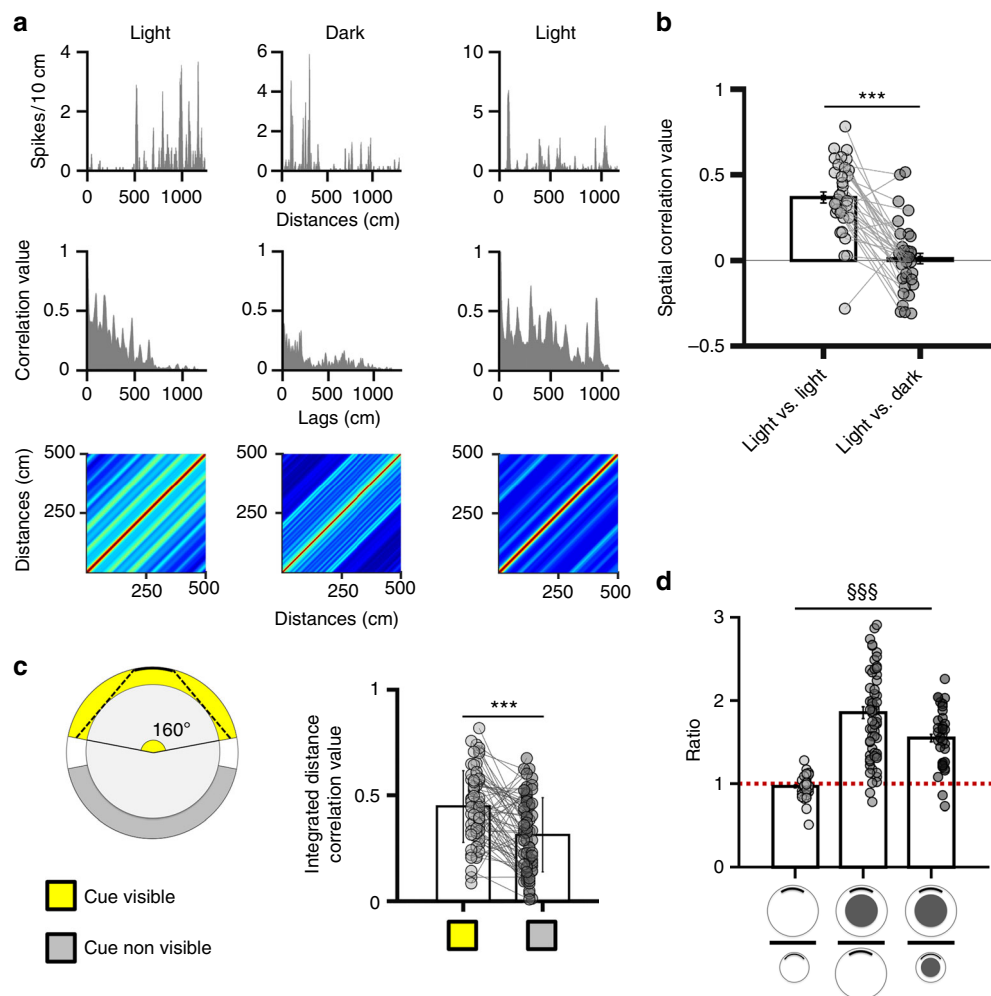 a
Light
Dark
Light
Spikes/10 cm
4
2
0
0 500 1000
6
4
2
0
0 500 1000
10
5
0
0 500 1000
Distances (cm)
Correlation value
1
0.5
0
0 500 1000
1
0.5
0
0 500 1000
1
0.5
0
0 500 1000
Lags (cm)
Distances (cm)
500
250
250 500
500
250
250 500
500
250
250 500
Distances (cm)
b
Spatial correlation value
1
0.5
0
–0.5
***
Light vs. light
Light vs. dark
c
160°
Cue visible
Cue non visible
Integrated distance
correlation value
1
0.5
0
***
d
Ratio
3
2
1
0
§§§